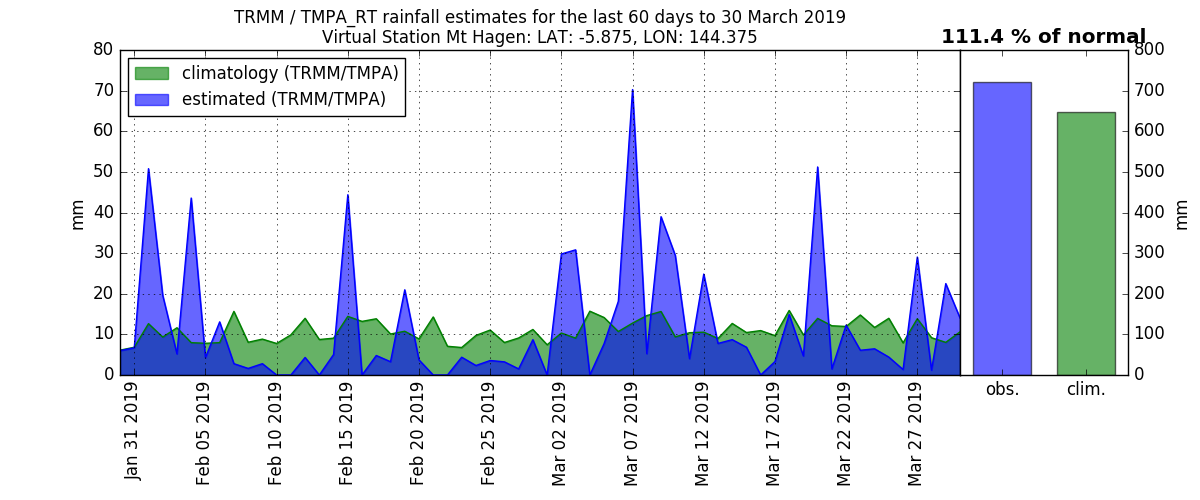 TRMM / TMPA_RT rainfall estimates for the last 60 days to 30 March 2019
Virtual Station Mt Hagen: LAT: -5.875, LON: 144.375
111.4 % of normal
climatology (TRMM/TMPA)
estimated (TRMM/TMPA)
80
70
60
50
40
30
20
10
0
mm
Jan 31 2019
Feb 05 2019
Feb 10 2019
Feb 15 2019
Feb 20 2019
Feb 25 2019
Mar 02 2019
Mar 07 2019
Mar 12 2019
Mar 17 2019
Mar 22 2019
Mar 27 2019
obs.
clim.
800
700
600
500
400
300
200
100
0
mm